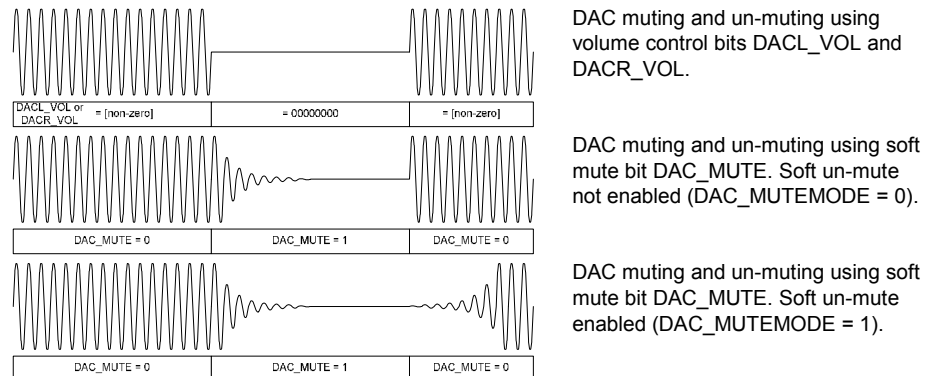 DAC muting and un-muting using
volume control bits DACL_VOL and
DACR_VOL.
DACL_VOL or
DACR_VOL
= [non-zero]
= 00000000
= [non-zero]
DAC muting and un-muting using soft
mute bit DAC_MUTE. Soft un-mute
not enabled (DAC_MUTEMODE = 0).
DAC_MUTE = 0
DAC_MUTE = 1
DAC_MUTE = 0
DAC muting and un-muting using soft
mute bit DAC_MUTE. Soft un-mute
enabled (DAC_MUTEMODE = 1).
DAC_MUTE = 0
DAC_MUTE = 1
DAC_MUTE = 0